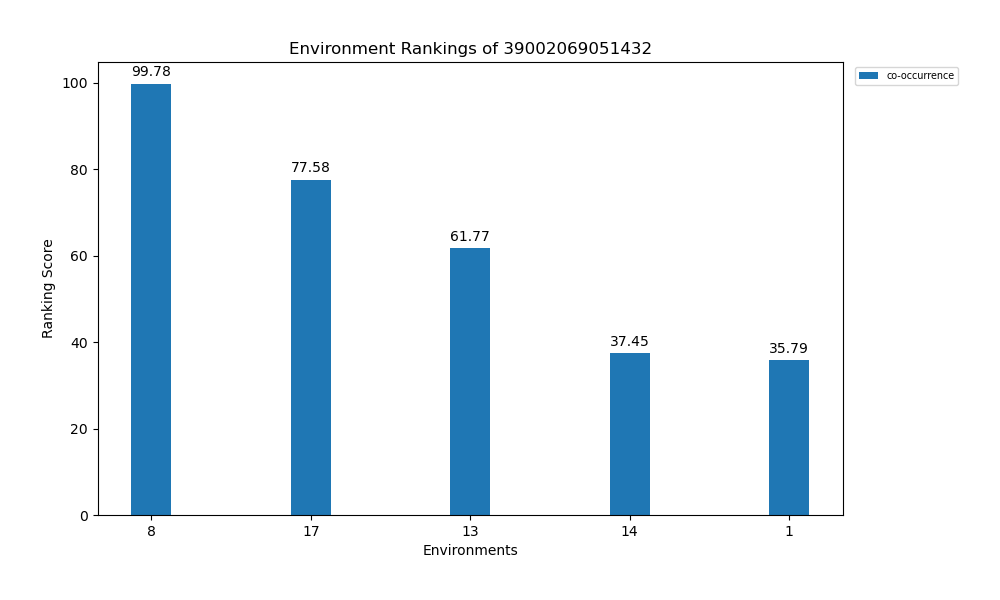 Environment Rankings of 39002069051432
co-occurrence
99.78
77.58
61.77
37.45
35.79
100
80
60
40
20
0
Ranking Score
8 17 13 14 1
Environments